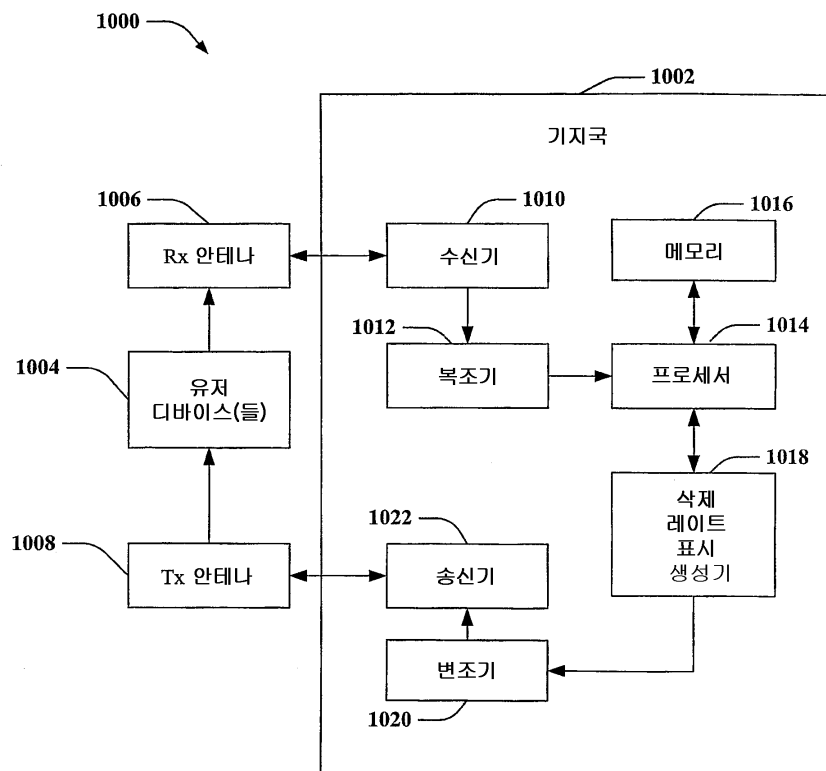 1000
1002
기지국
1006
Rx 안테나
1010
수신기
1016
메모리
1012
복조기
1014
프로세서
1004
유저
디바이스(들)
1018
삭제
레이트
표시
생성기
1008
Tx 안테나
1022
송신기
변조기
1020